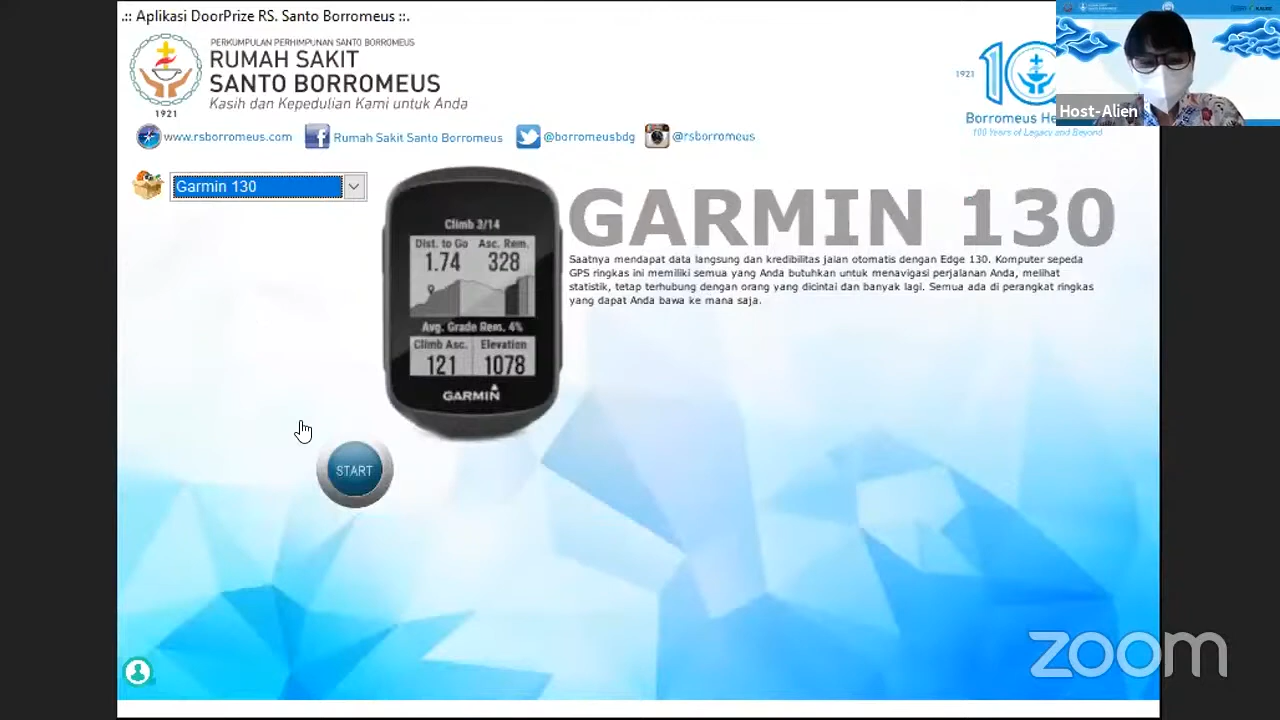 .:: Aplikasi DoorPrize RS. Santo Borromeus ::.
PERKUMPULAN PERHIMPUNAN SANTO BORROMEUS
RUMAH SAKIT
SANTO BORROMEUS
Kasih dan Kepedulian Kami untuk Anda
1921
1921
10
Borromeus He
100 Years of Legacy and Beyond
Host-Alien
www.rsborromeus.com
Rumah Sakit Santo Borromeus
@borromeusbdg
@rsborromeus
Garmin 130
Climb 3/14
Dist. to Go Asc. Rem.
1.74 328
Avg. Grade Rem. 4%
Climb Asc. Elevation
121 1078
GARMIN
GARMIN 130
Saatnya mendapat data langsung dan kredibilitas jalan otomatis dengan Edge 130. Komputer sepeda
GPS ringkas ini memiliki semua yang Anda butuhkan untuk menavigasi perjalanan Anda, melihat
statistik, tetap terhubung dengan orang yang dicintai dan banyak lagi. Semua ada di perangkat ringkas
yang dapat Anda bawa ke mana saja.
START
zoom